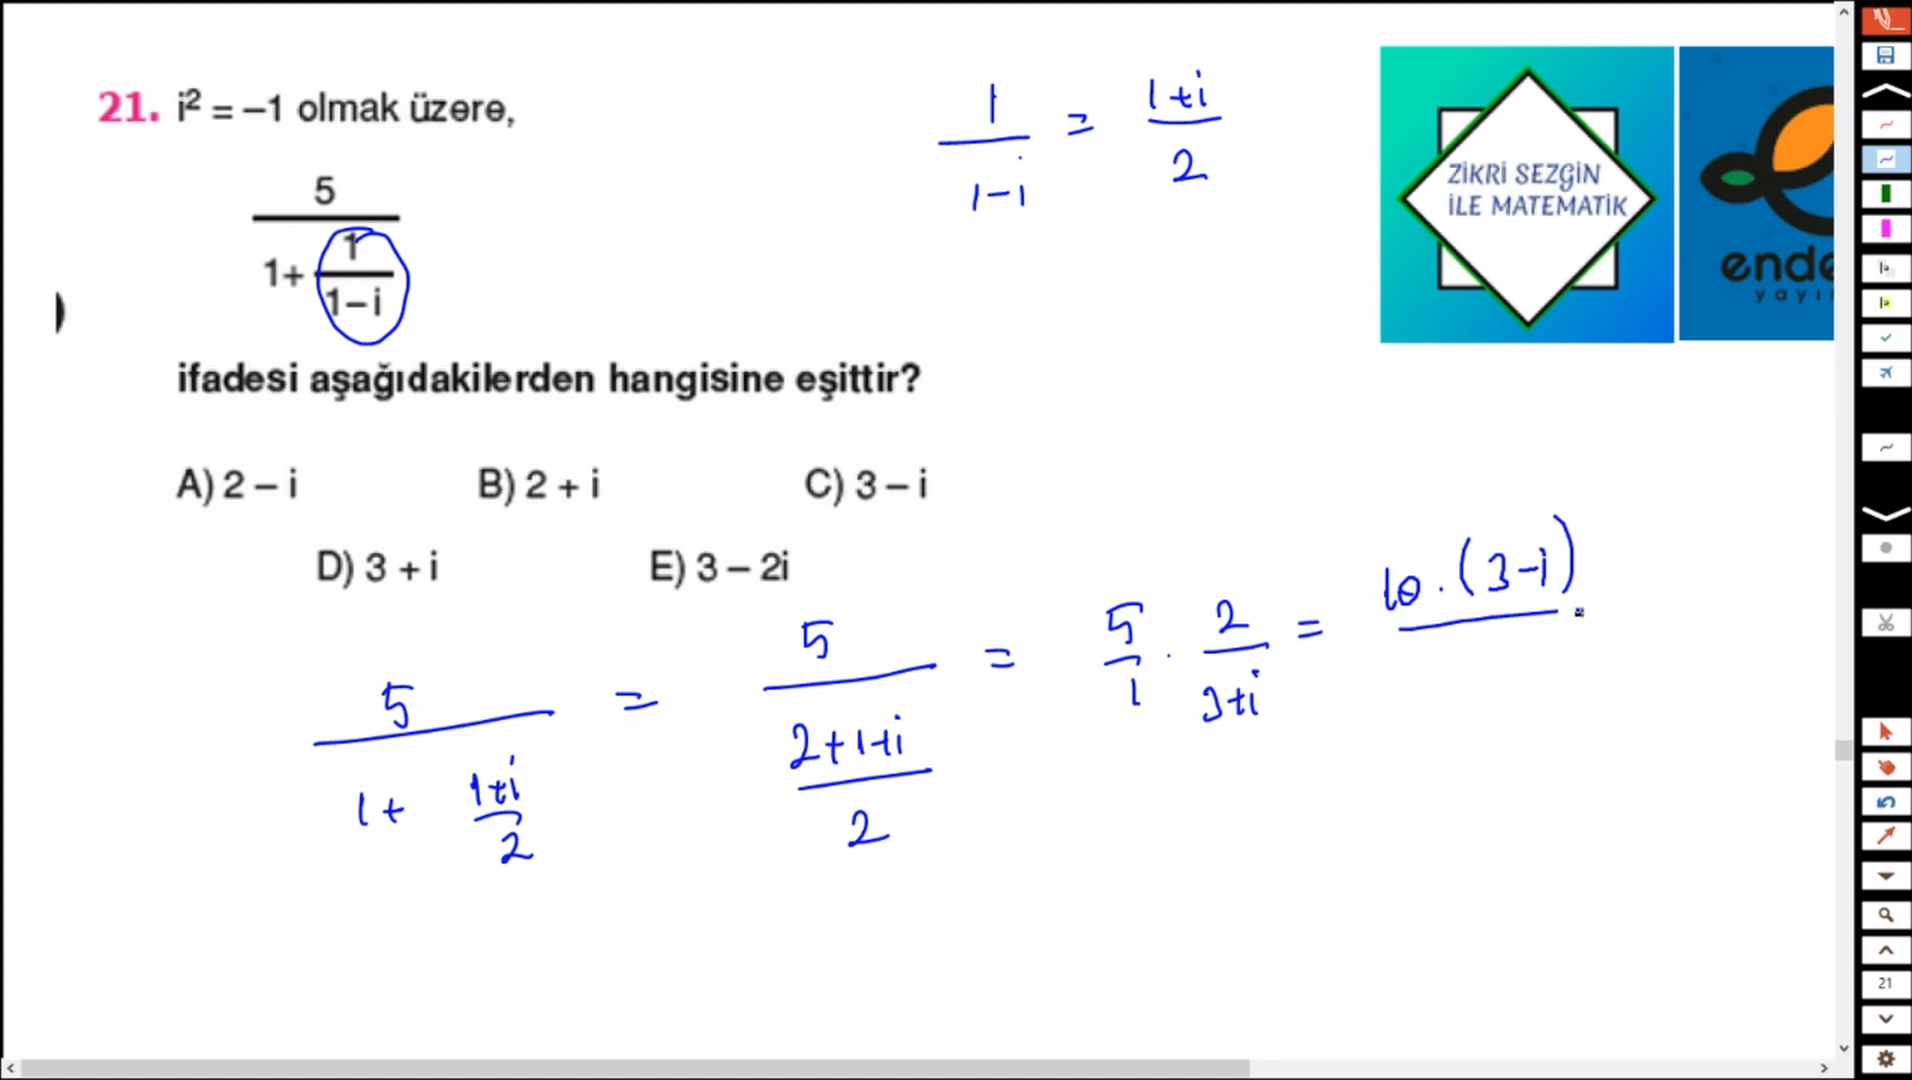 21. i² = –1 olmak üzere,
5
1+ 1
1–i
ifadesi aşağıdakilerden hangisine eşittir?
A) 2 – i B) 2 + i C) 3 – i
D) 3 + i E) 3 – 2i
1 / 1–i = 1+i / 2
ZİKRİ SEZGİN
İLE MATEMATİK
yayı
5 / (1 + (1+i)/2) = 5 / ((2+1+i)/2) = 5/1 . 2/(3+i) = 10.(3–i)
21